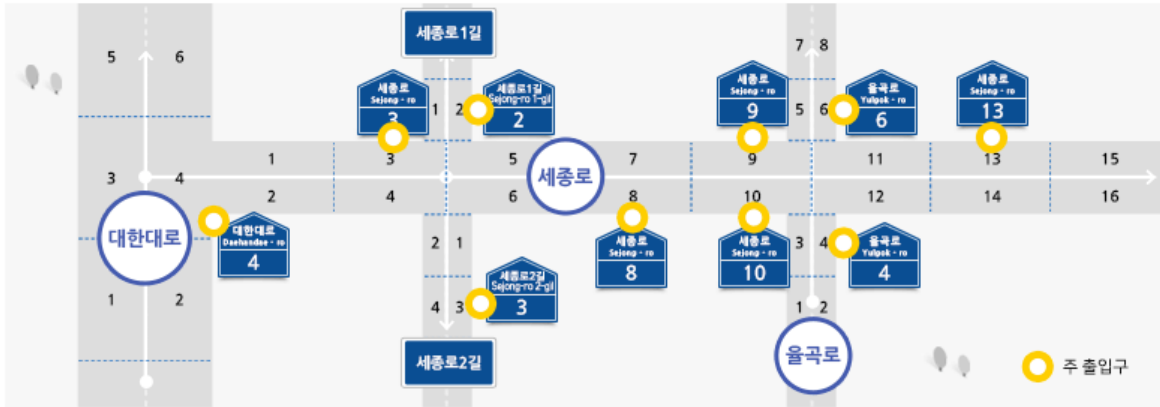 세종로1길
5 6 7 8
세종로
Sejong - ro
3
1 2
세종로1길
Sejong-ro 1-gil
2
세종로
Sejong - ro
9
5 6
율곡로
Yulgok - ro
6
세종로
Sejong - ro
13
1 3 5 7 9 11 13 15
세종로
3 4
2 4 6 8 10 12 14 16
대한대로
대한대로
Daehandae - ro
4
2 1
세종로
Sejong - ro
8
세종로
Sejong - ro
10
3 4
율곡로
Yulgok - ro
4
1 2
4 3
세종로2길
Sejong-ro 2-gil
3
1 2
세종로2길
율곡로
주 출입구